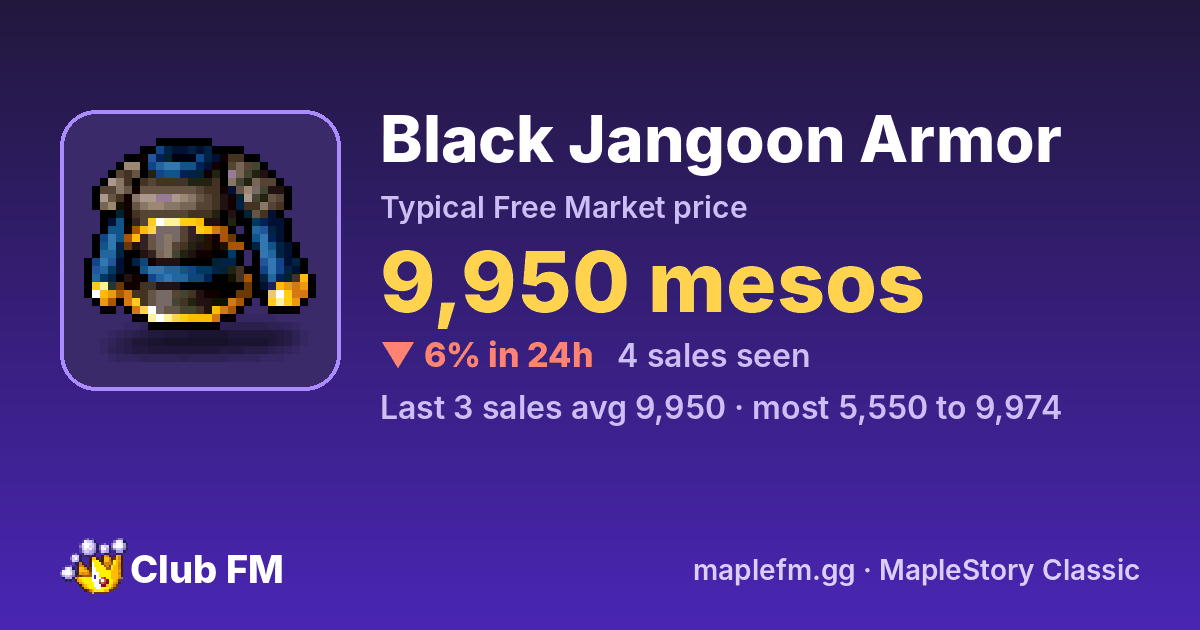 Black Jangoon Armor
Typical Free Market price
9,950 mesos
▼ 6% in 24h 4 sales seen
Last 3 sales avg 9,950 · most 5,550 to 9,974
Club FM
maplefm.gg · MapleStory Classic